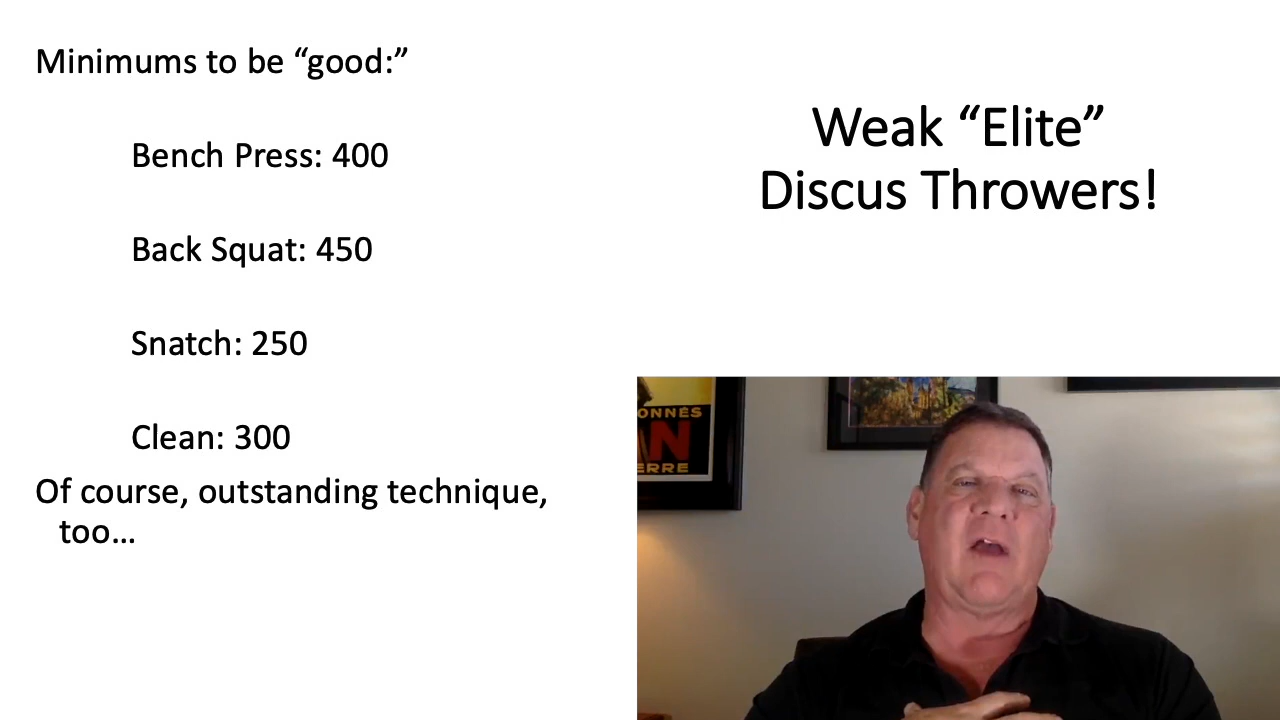 Minimums to be “good:”
Bench Press: 400
Back Squat: 450
Snatch: 250
Clean: 300
Of course, outstanding technique,
too…
Weak “Elite”
Discus Throwers!
ONNÉS
N
ERRE